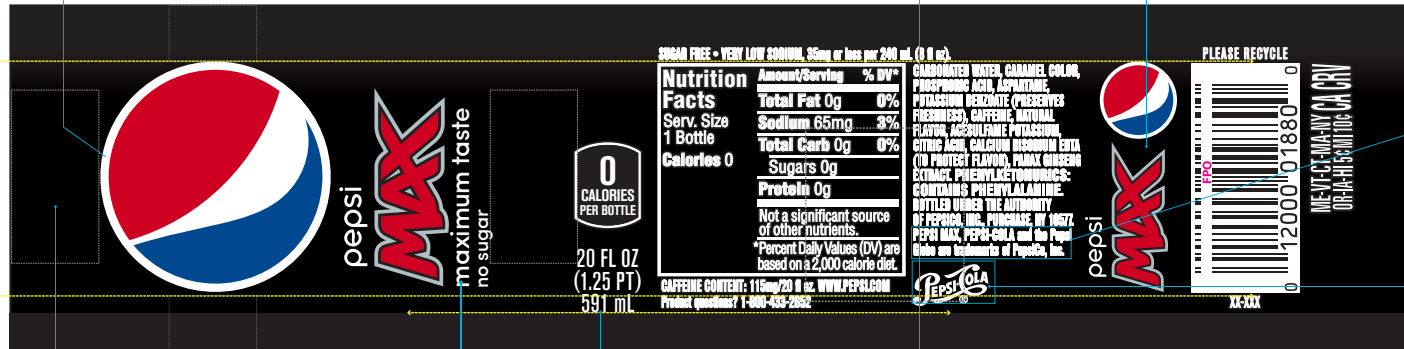 pepsi
MAX
maximum taste
no sugar
0
CALORIES
PER BOTTLE
20 FL OZ
(1.25 PT)
591 mL
SUGAR FREE • VERY LOW SODIUM, 35mg or less per 240 mL (8 fl oz).
Nutrition
Facts
Serv. Size
1 Bottle
Calories 0
Amount/Serving % DV*
Total Fat 0g 0%
Sodium 65mg 3%
Total Carb 0g 0%
Sugars 0g
Protein 0g
Not a significant source
of other nutrients.
*Percent Daily Values (DV) are
based on a 2,000 calorie diet.
CAFFEINE CONTENT: 115mg/20 fl oz. WWW.PEPSI.COM
Product questions? 1-800-433-2652
CARBONATED WATER, CARAMEL COLOR,
PHOSPHORIC ACID, ASPARTAME,
POTASSIUM BENZOATE (PRESERVES
FRESHNESS), CAFFEINE, NATURAL
FLAVOR, ACESULFAME POTASSIUM,
CITRIC ACID, CALCIUM DISODIUM EDTA
(TO PROTECT FLAVOR), PANAX GINSENG
EXTRACT. PHENYLKETONURICS:
CONTAINS PHENYLALANINE.
BOTTLED UNDER THE AUTHORITY
OF PEPSICO, INC., PURCHASE, NY 10577.
PEPSI MAX, PEPSI-COLA and the Pepsi
Globe are trademarks of PepsiCo, Inc.
PEPSI-COLA
®
pepsi
MAX
PLEASE RECYCLE
FPO
0 12000 01880 0
XX-XXX
ME-VT-CT-MA-NY CA CRV
OR-IA-HI 5¢ MI 10¢